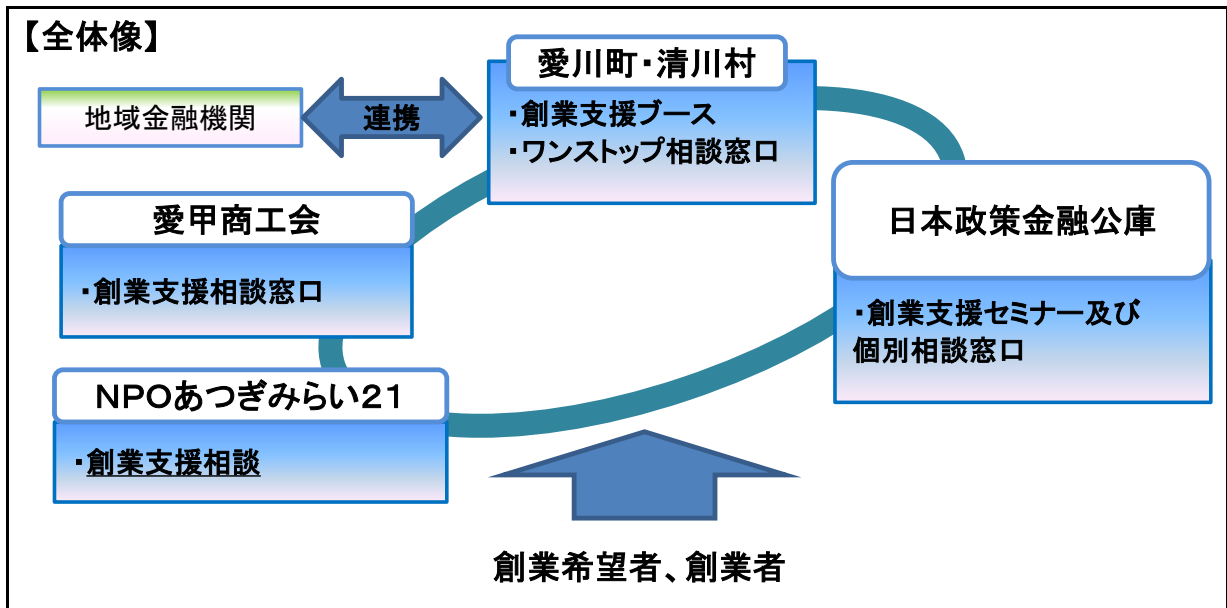 【全体像】
愛川町・清川村
・創業支援ブース
・ワンストップ相談窓口
地域金融機関
連携
愛甲商工会
・創業支援相談窓口
日本政策金融公庫
・創業支援セミナー及び
個別相談窓口
NPOあつぎみらい21
・創業支援相談
創業希望者、創業者